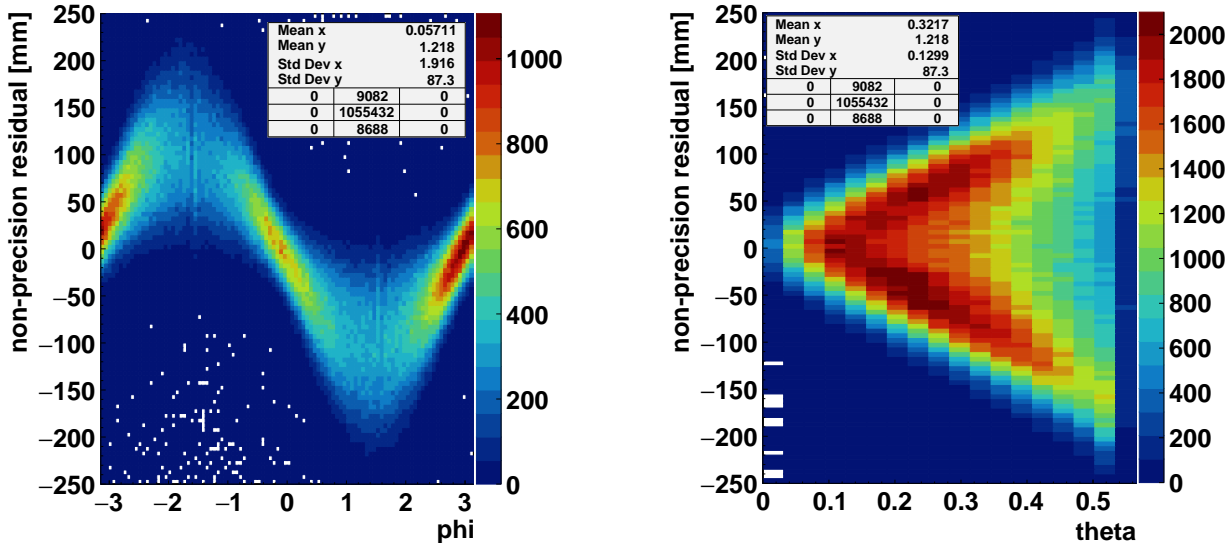 non-precision residual [mm]
250
200
150
100
50
0
−50
−100
−150
−200
−250
−3 −2 −1 0 1 2 3
phi
Mean x 0.05711
Mean y 1.218
Std Dev x 1.916
Std Dev y 87.3
0 9082 0
0 1055432 0
0 8688 0
1000
800
600
400
200
0
non-precision residual [mm]
250
200
150
100
50
0
−50
−100
−150
−200
−250
0 0.1 0.2 0.3 0.4 0.5
theta
Mean x 0.3217
Mean y 1.218
Std Dev x 0.1299
Std Dev y 87.3
0 9082 0
0 1055432 0
0 8688 0
2000
1800
1600
1400
1200
1000
800
600
400
200
0